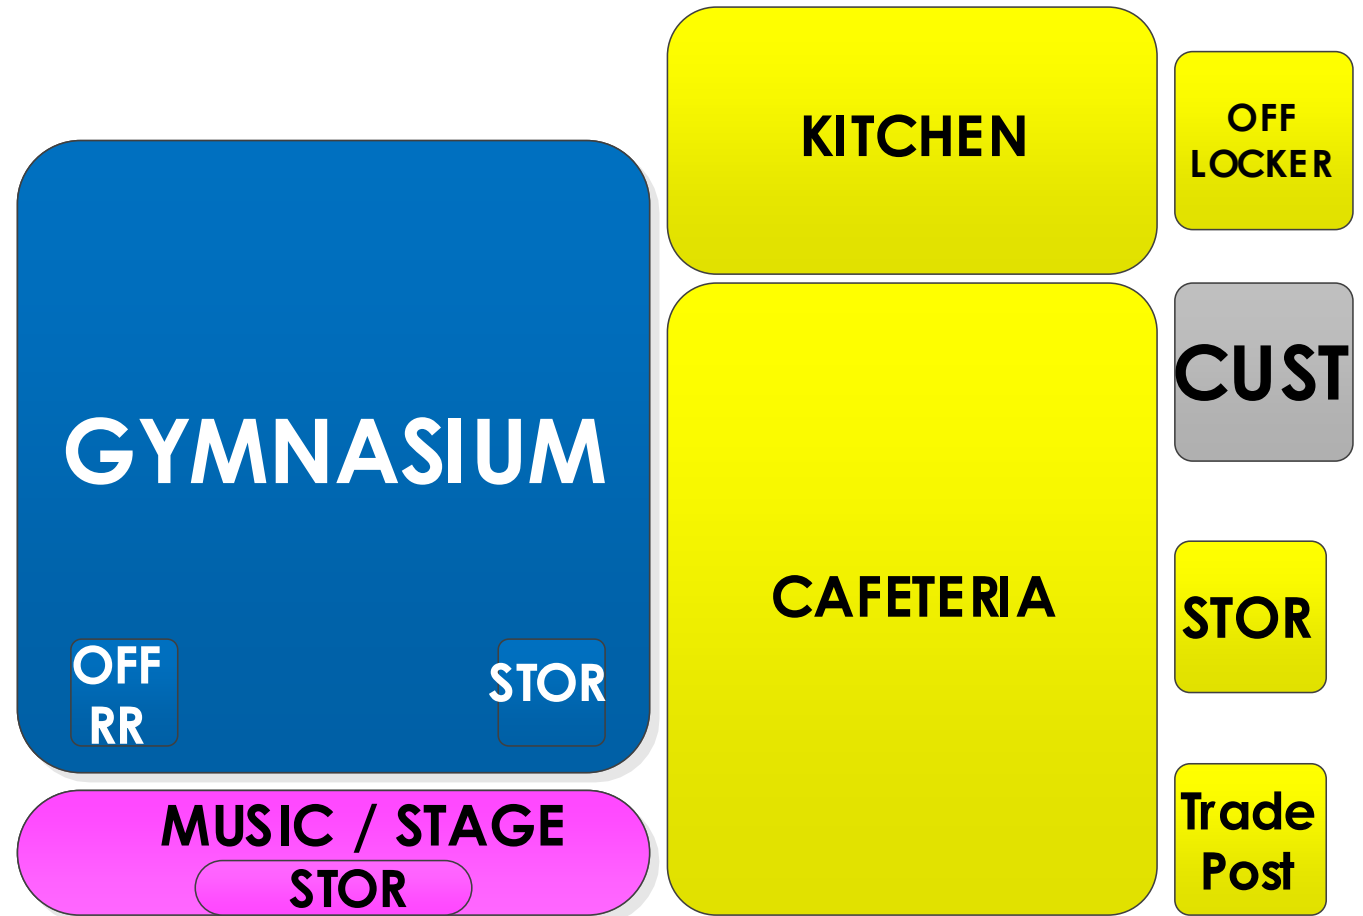 KITCHEN
OFF
LOCKER
GYMNASIUM
CUST
CAFETERIA
OFF
RR
STOR
STOR
MUSIC / STAGE
STOR
Trade
Post